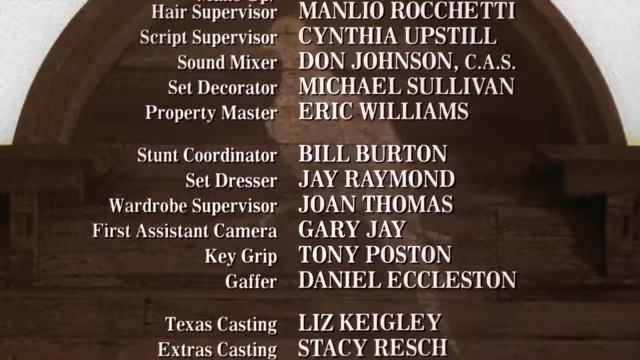 Hair Supervisor MANLIO ROCCHETTI
Script Supervisor CYNTHIA UPSTILL
Sound Mixer DON JOHNSON, C.A.S.
Set Decorator MICHAEL SULLIVAN
Property Master ERIC WILLIAMS
Stunt Coordinator BILL BURTON
Set Dresser JAY RAYMOND
Wardrobe Supervisor JOAN THOMAS
First Assistant Camera GARY JAY
Key Grip TONY POSTON
Gaffer DANIEL ECCLESTON
Texas Casting LIZ KEIGLEY
Extras Casting STACY RESCH